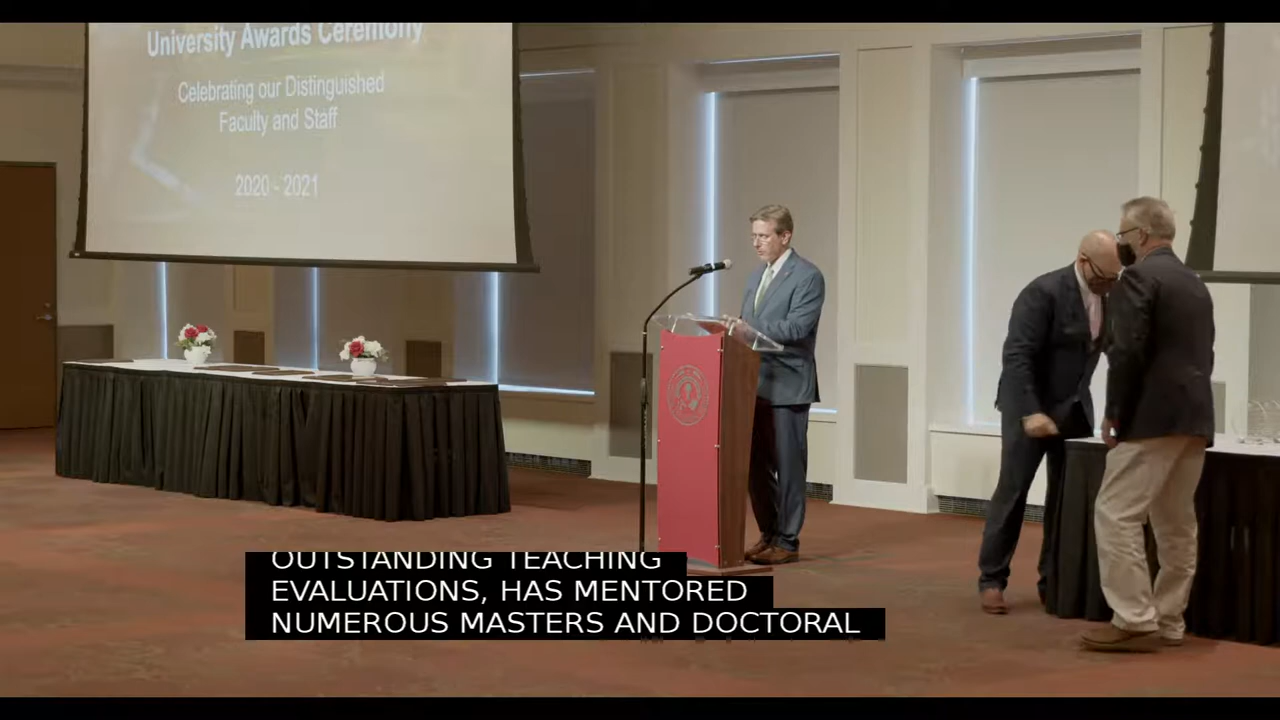 University Awards Ceremony
Celebrating our Distinguished
Faculty and Staff
2020 - 2021
OUTSTANDING TEACHING
EVALUATIONS, HAS MENTORED
NUMEROUS MASTERS AND DOCTORAL